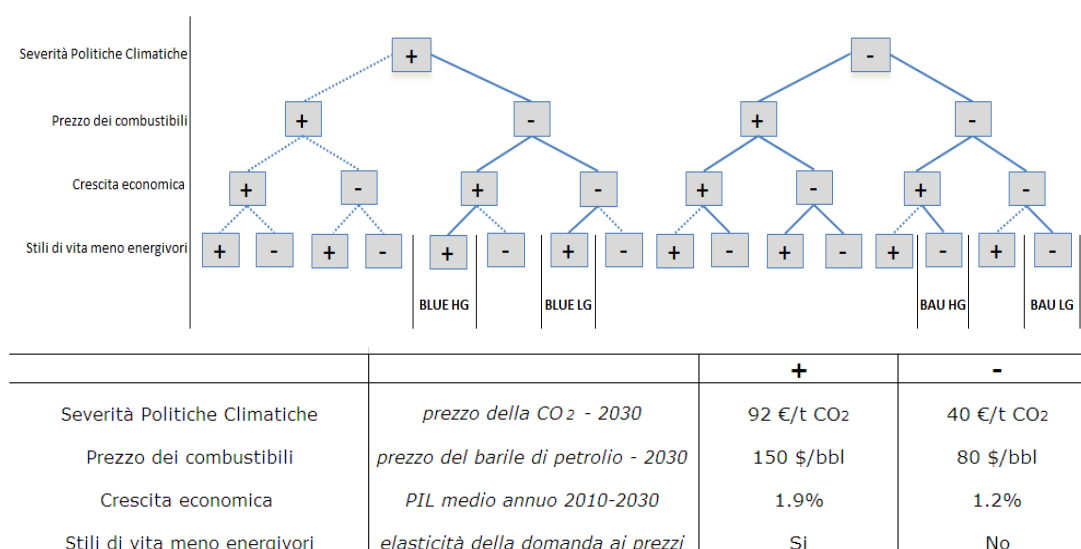 Severità Politiche Climatiche + -
Prezzo dei combustibili + - + -
Crescita economica + - + - + - + -
Stili di vita meno energivori + - + - + - + - + - + - + - + -
BLUE HG BLUE LG BAU HG BAU LG
+ -
Severità Politiche Climatiche prezzo della CO2 - 2030 92 €/t CO2 40 €/t CO2
Prezzo dei combustibili prezzo del barile di petrolio - 2030 150 $/bbl 80 $/bbl
Crescita economica PIL medio annuo 2010-2030 1.9% 1.2%
Stili di vita meno energivori elasticità della domanda ai prezzi Si No